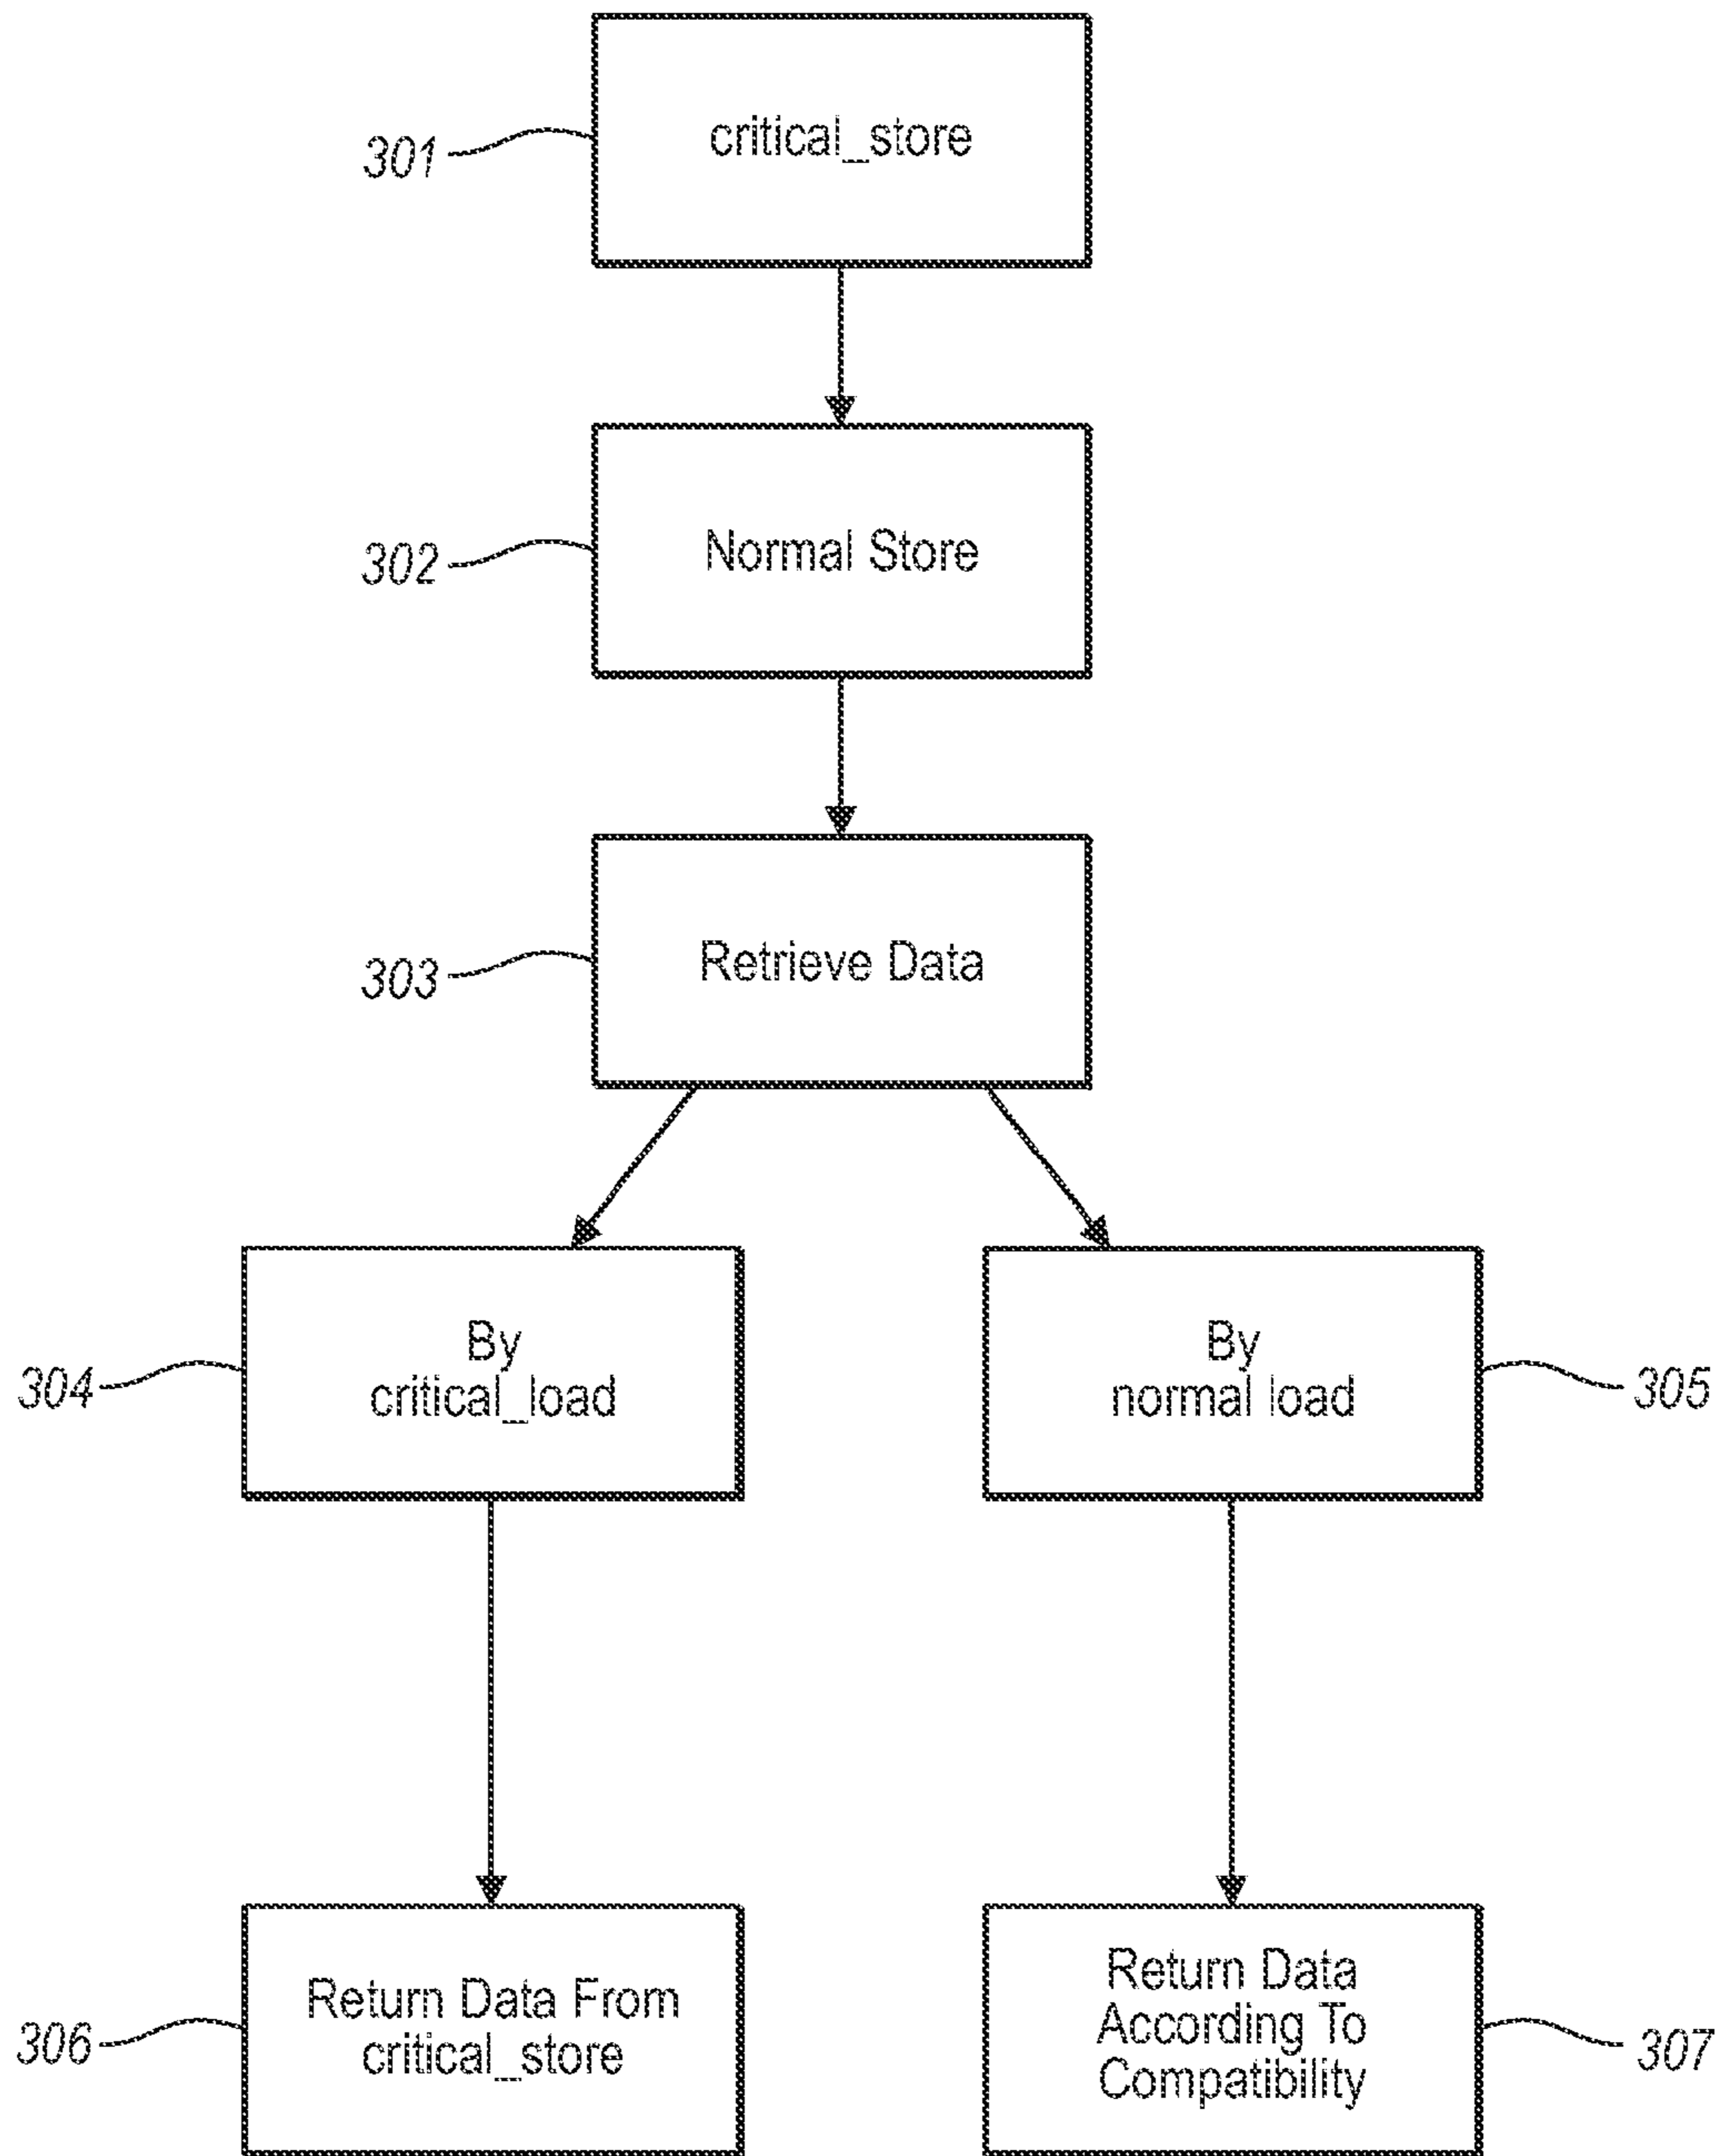 critical_store
301
Normal Store
302
Retrieve Data
303
By
critical_load
304
By
normal load
305
Return Data From
critical_store
306
Return Data
According To
Compatibility
307